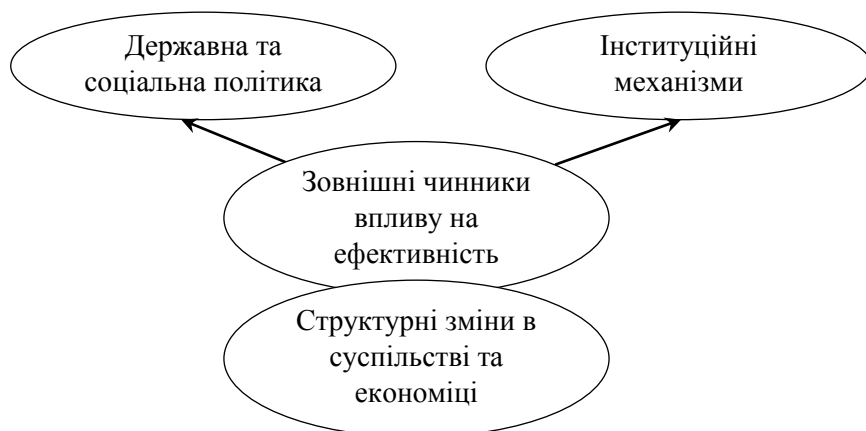 Державна та
соціальна політика
Інституційні
механізми
Зовнішні чинники
впливу на
ефективність
Структурні зміни в
суспільстві та
економіці